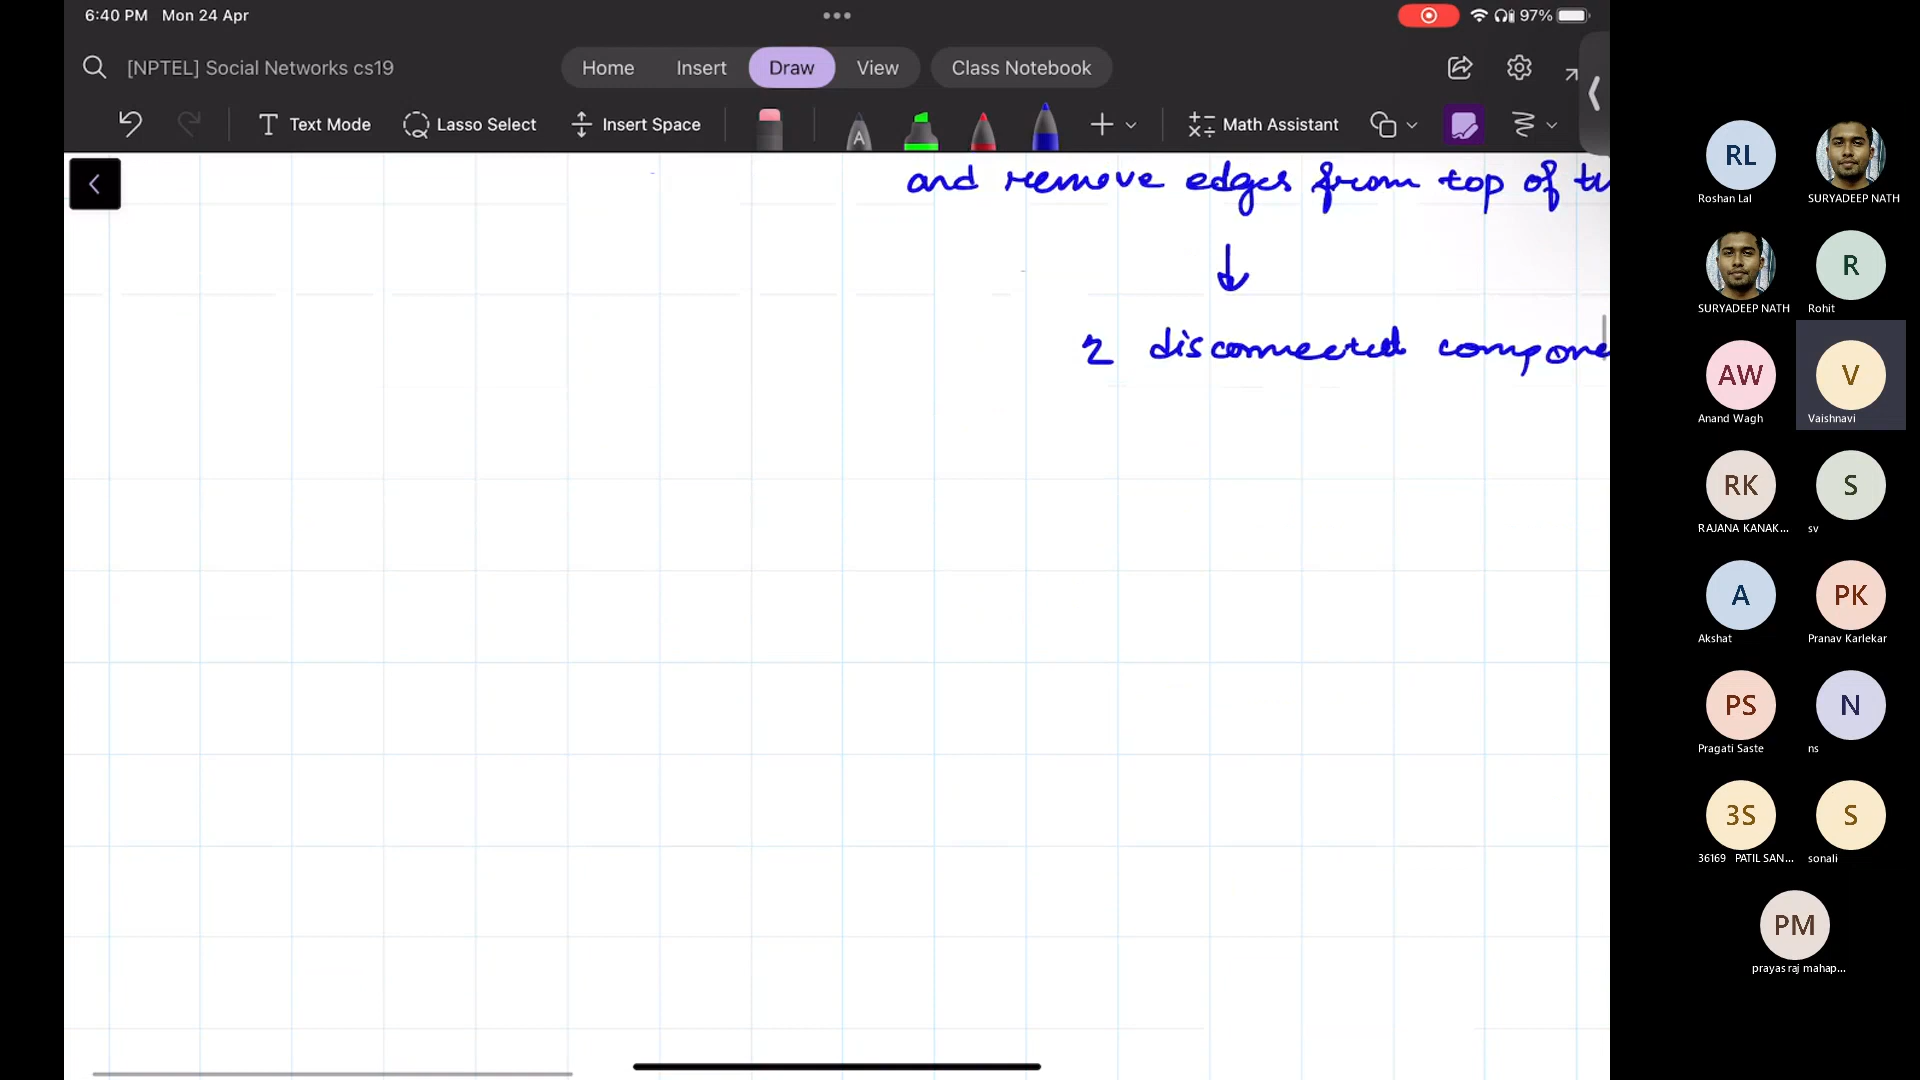 6:40 PM Mon 24 Apr
97%
[NPTEL] Social Networks cs19
Home Insert Draw View Class Notebook
Text Mode Lasso Select Insert Space A Math Assistant
and remove edges from top of
↓
2 disconnected compone
RL
Roshan Lal
SURYADEEP NATH
SURYADEEP NATH
R
Rohit
AW
Anand Wagh
V
Vaishnavi
RK
RAJANA KANAK...
S
sv
A
Akshat
PK
Pranav Karlekar
PS
Pragati Saste
N
ns
3S
36169 PATIL SAN...
S
sonali
PM
prayas raj mahap...